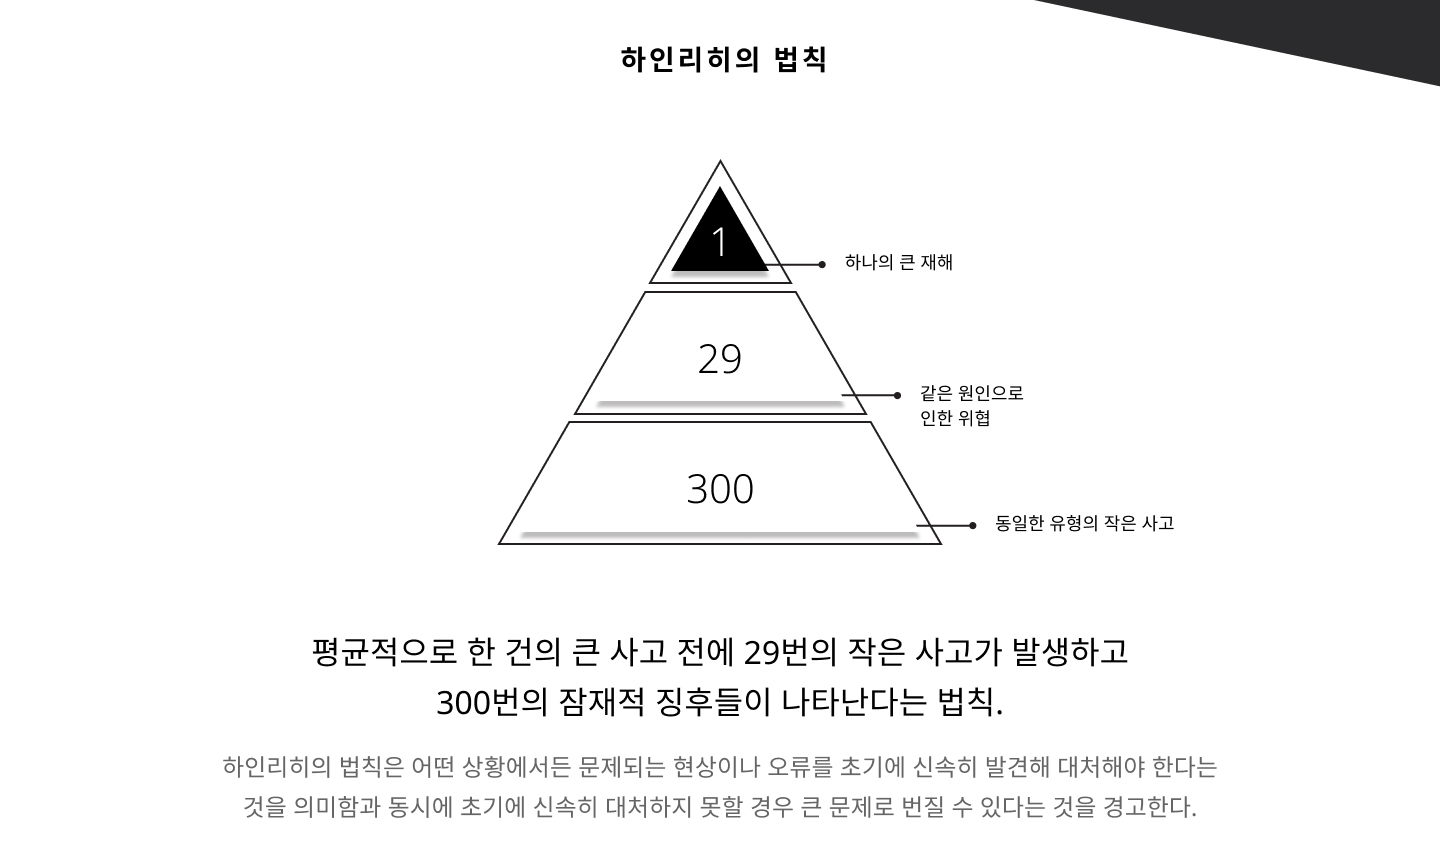 하인리히의 법칙
1
하나의 큰 재해
29
같은 원인으로
인한 위협
300
동일한 유형의 작은 사고
평균적으로 한 건의 큰 사고 전에 29번의 작은 사고가 발생하고
300번의 잠재적 징후들이 나타난다는 법칙.
하인리히의 법칙은 어떤 상황에서든 문제되는 현상이나 오류를 초기에 신속히 발견해 대처해야 한다는
것을 의미함과 동시에 초기에 신속히 대처하지 못할 경우 큰 문제로 번질 수 있다는 것을 경고한다.